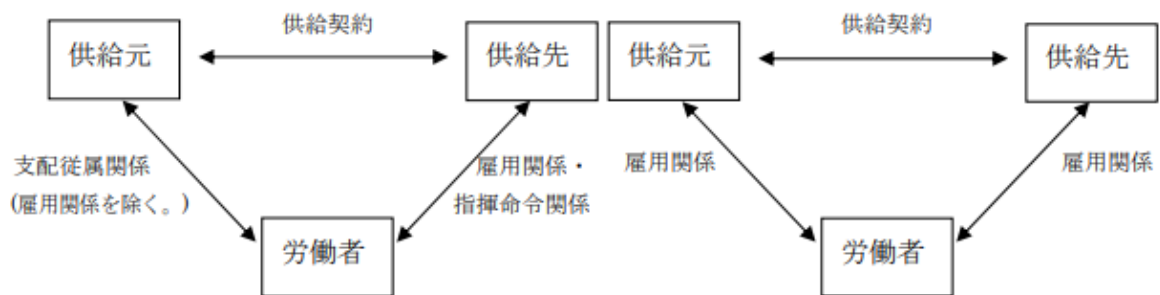 供給契約
供給元
供給先
支配従属関係
(雇用関係を除く。)
雇用関係・
指揮命令関係
労働者
供給契約
供給元
供給先
雇用関係
雇用関係
労働者